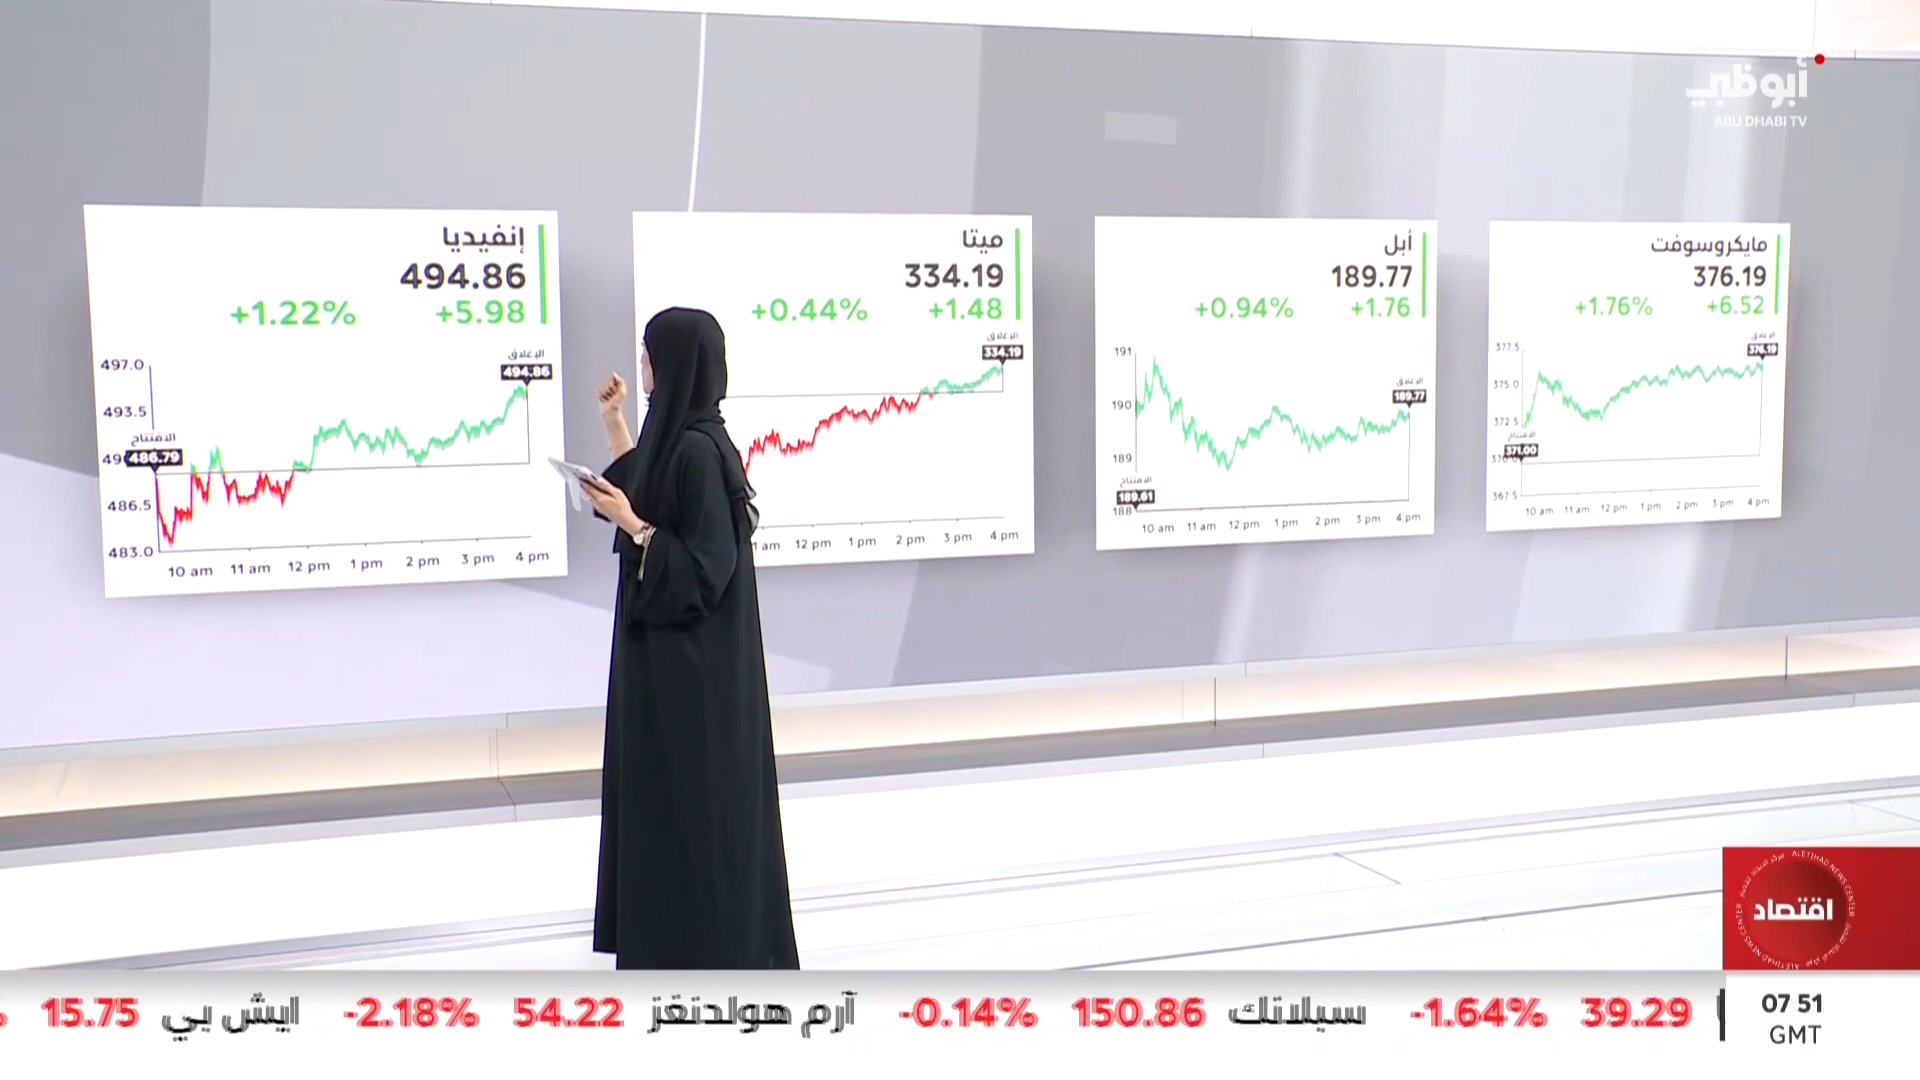 أبوظبي
ABU DHABI TV
مايكروسوفت
376.19
+1.76% +6.52
الإغلاق
376.19
377.5
375.0
372.5
الافتتاح
371.00
367.5
10 am 11 am 12 pm 1 pm 2 pm 3 pm 4 pm
أبل
189.77
+0.94% +1.76
الإغلاق
189.77
191
190
189
الافتتاح
189.61
188
10 am 11 am 12 pm 1 pm 2 pm 3 pm 4 pm
ميتا
334.19
+0.44% +1.48
الإغلاق
334.19
am 12 pm 1 pm 2 pm 3 pm 4 pm
إنفيديا
494.86
+1.22% +5.98
الإغلاق
494.86
497.0
493.5
الافتتاح
486.79
486.5
483.0
10 am 11 am 12 pm 1 pm 2 pm 3 pm 4 pm
ALETIHAD NEWS CENTER
مركز الاتحاد للأخبار
اقتصاد
39.29 -1.64% سيلانك 150.86 -0.14% آرم هولدنغز 54.22 -2.18% ايش بي 15.75
07 51
GMT